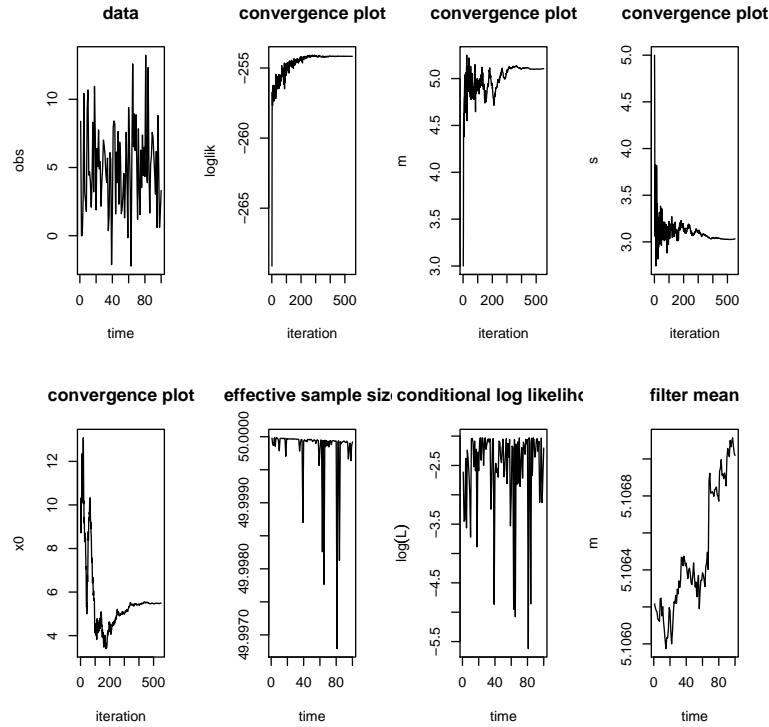 data
convergence plot
convergence plot
convergence plot
obs
0
5
10
0
40
80
time
loglik
−265
−260
−255
0
200
500
iteration
m
3.0
3.5
4.0
4.5
5.0
0
200
500
iteration
s
3.0
3.5
4.0
4.5
5.0
0
200
500
iteration
convergence plot
effective sample siz
conditional log likeliho
filter mean
x0
4
6
8
10
12
0
200
500
iteration
49.9970
49.9980
49.9990
50.0000
0
40
80
time
log(L)
−5.5
−4.5
−3.5
−2.5
0
40
80
time
m
5.1060
5.1064
5.1068
0
40
80
time